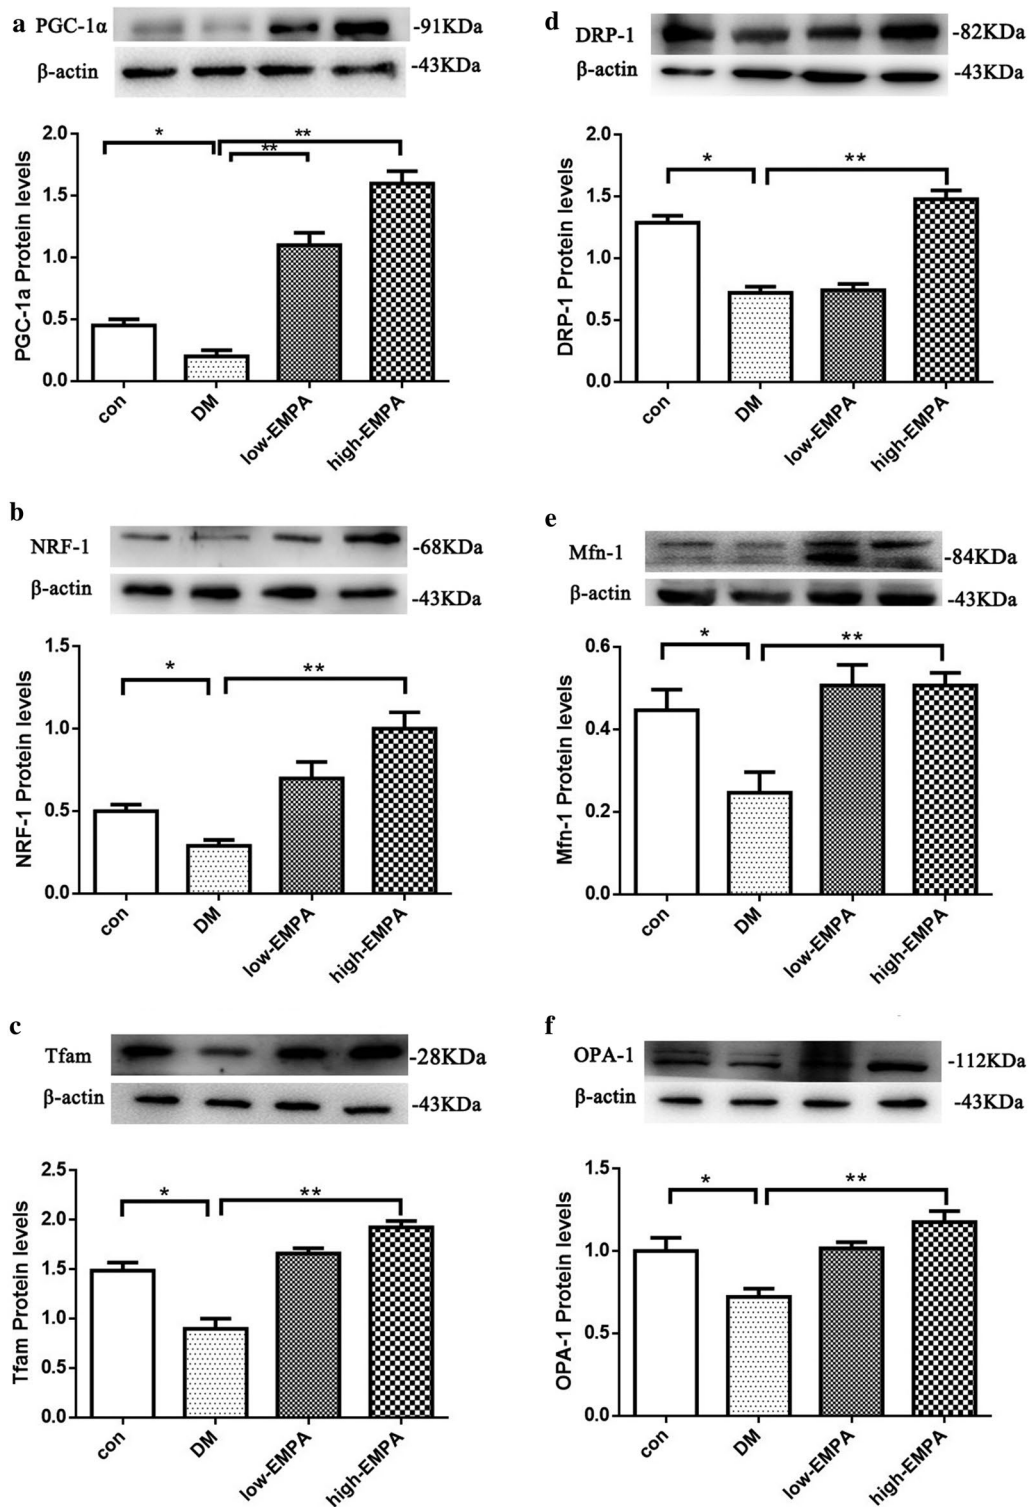 a PGC-1α -91KDa
β-actin -43KDa
* ** **
PGC-1a Protein levels
2.0
1.5
1.0
0.5
0.0
con DM low-EMPA high-EMPA
b
NRF-1 -68KDa
β-actin -43KDa
* **
NRF-1 Protein levels
1.5
1.0
0.5
0.0
con DM low-EMPA high-EMPA
c
Tfam -28KDa
β-actin -43KDa
* **
Tfam Protein levels
2.5
2.0
1.5
1.0
0.5
0.0
con DM low-EMPA high-EMPA
d
DRP-1 -82KDa
β-actin -43KDa
* **
DRP-1 Protein levels
2.0
1.5
1.0
0.5
0.0
con DM low-EMPA high-EMPA
e
Mfn-1 -84KDa
β-actin -43KDa
* **
Mfn-1 Protein levels
0.6
0.4
0.2
0.0
con DM low-EMPA high-EMPA
f
OPA-1 -112KDa
β-actin -43KDa
* **
OPA-1 Protein levels
1.5
1.0
0.5
0.0
con DM low-EMPA high-EMPA